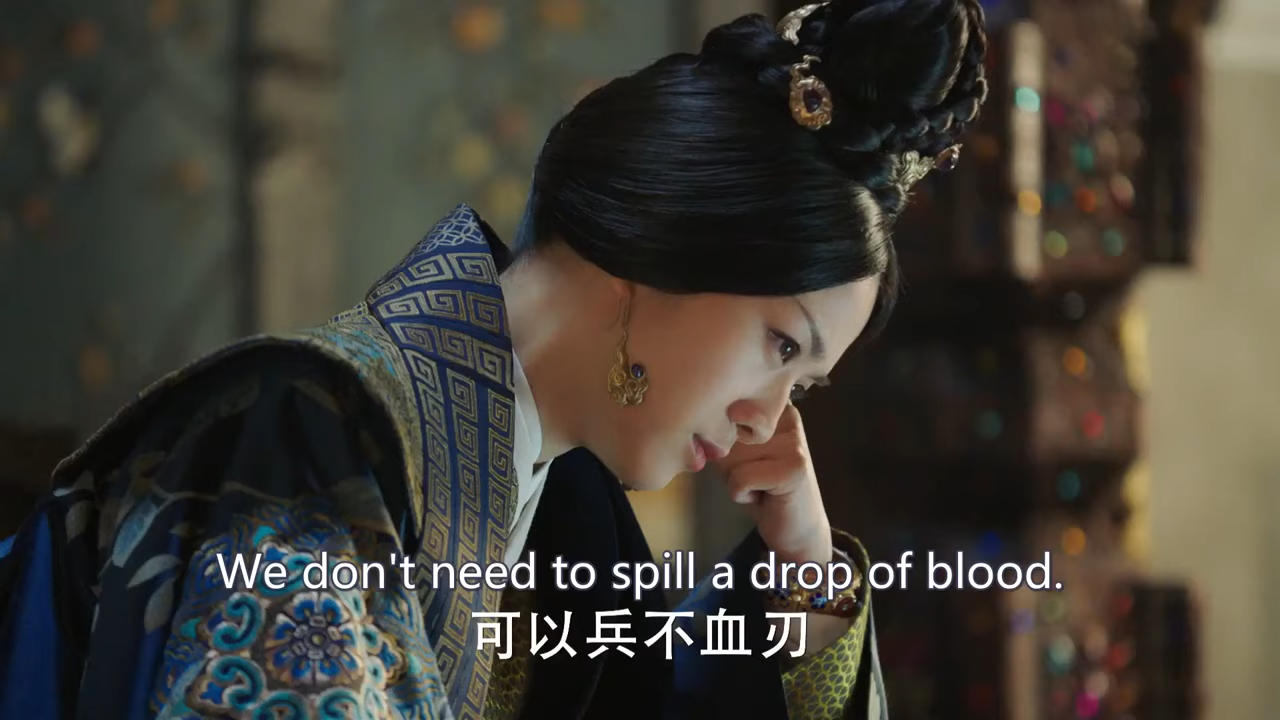 We don't need to spill a drop of blood.
可以兵不血刃